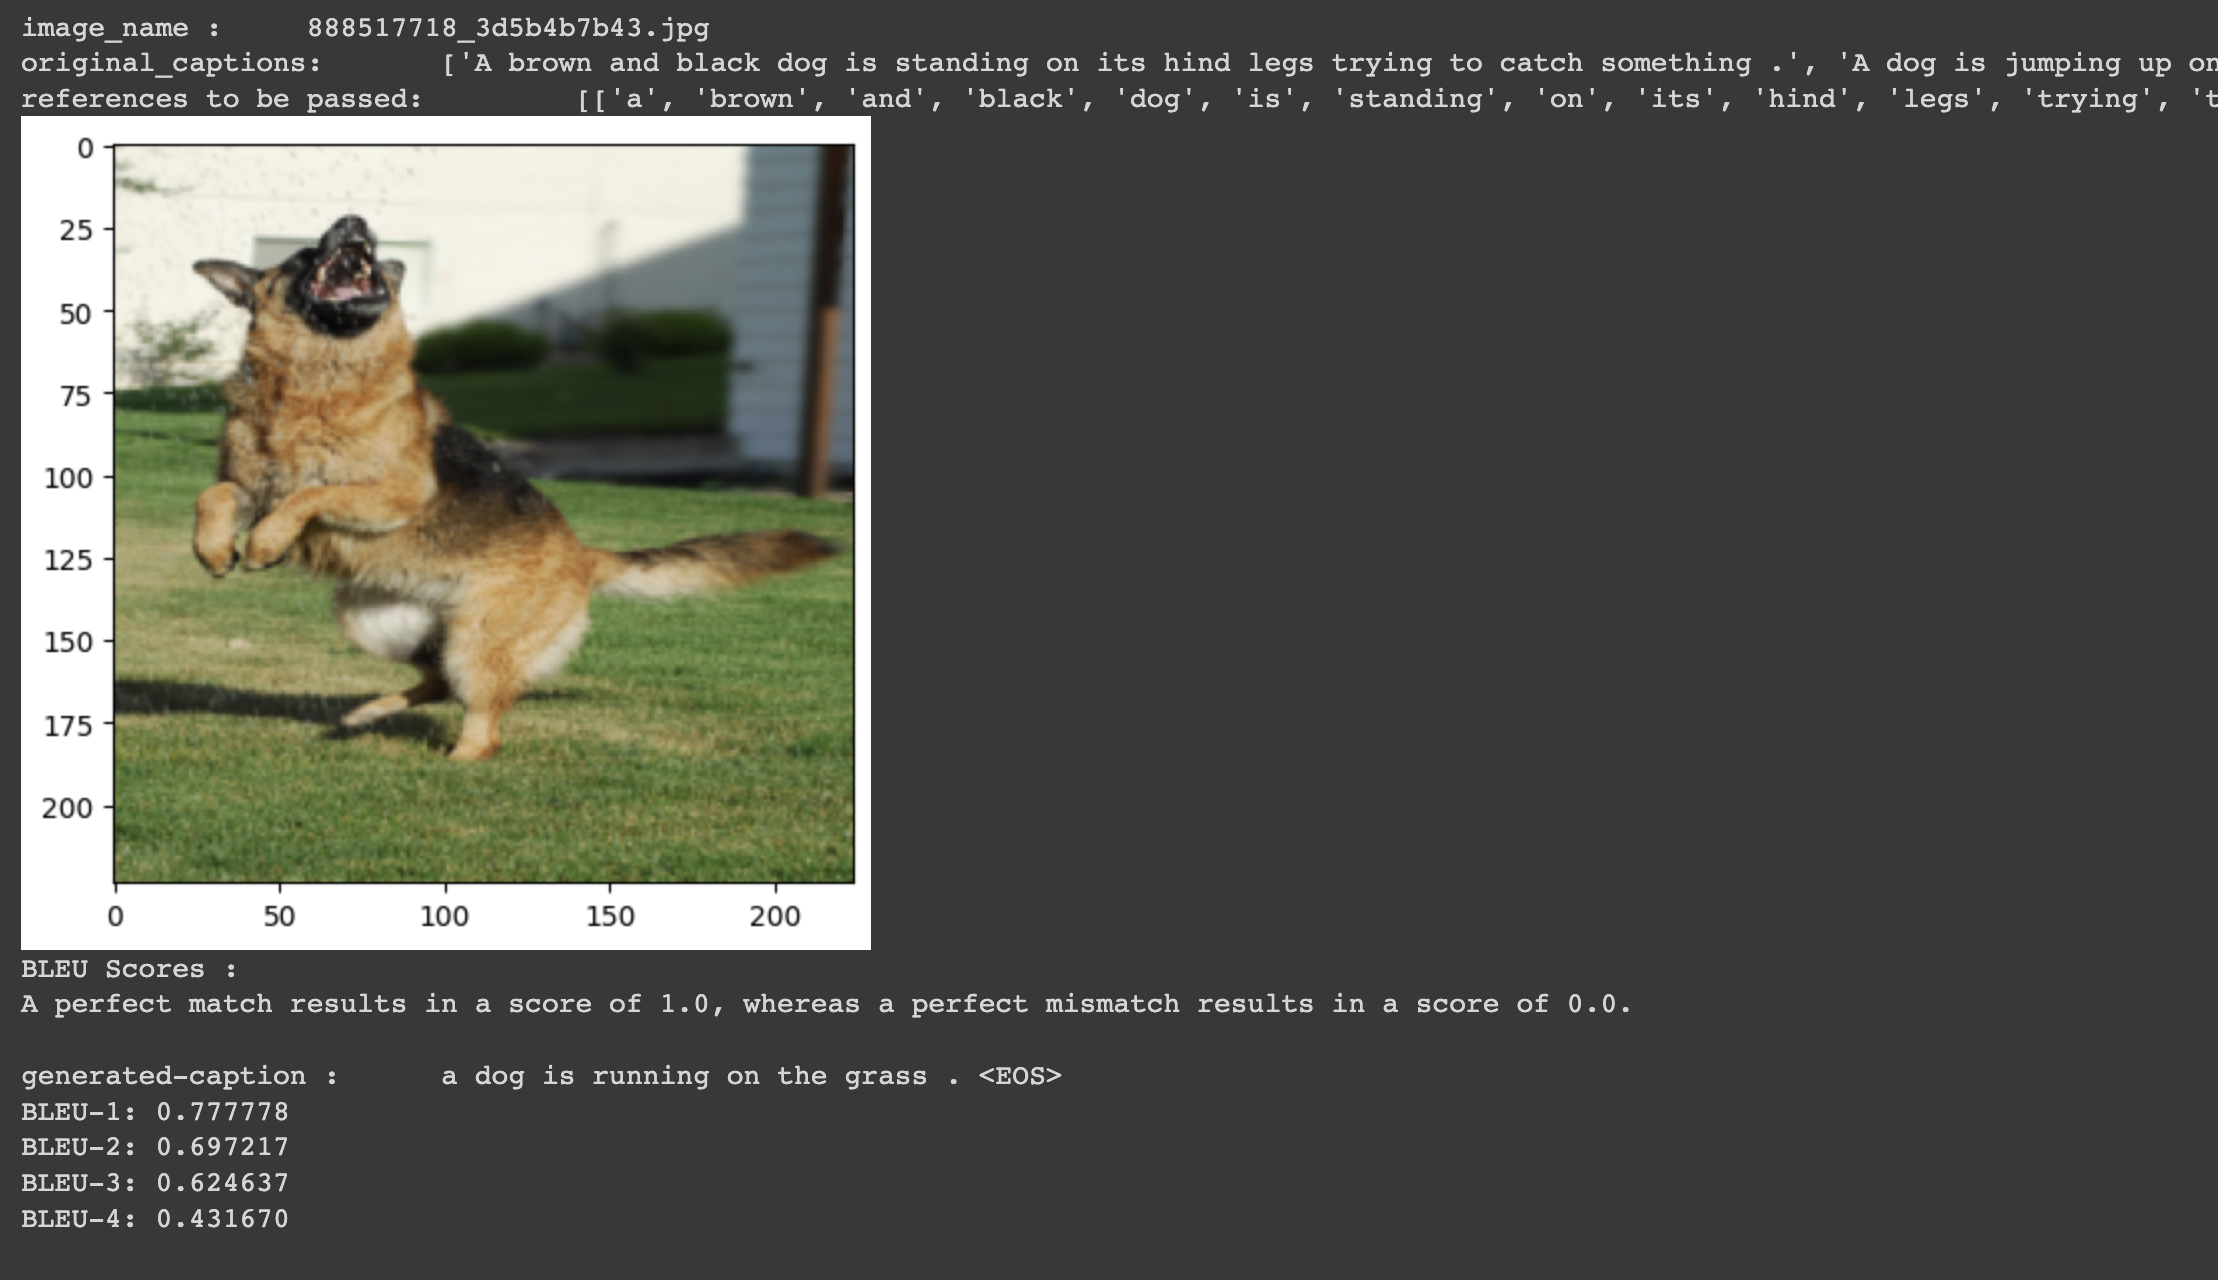 image_name :     888517718_3d5b4b7b43.jpg
original_captions:       ['A brown and black dog is standing on its hind legs trying to catch something .', 'A dog is jumping up on
references to be passed:         [['a', 'brown', 'and', 'black', 'dog', 'is', 'standing', 'on', 'its', 'hind', 'legs', 'trying', 't
0
25
50
75
100
125
150
175
200
0 50 100 150 200
BLEU Scores :
A perfect match results in a score of 1.0, whereas a perfect mismatch results in a score of 0.0.
generated-caption :      a dog is running on the grass . <EOS>
BLEU-1: 0.777778
BLEU-2: 0.697217
BLEU-3: 0.624637
BLEU-4: 0.431670